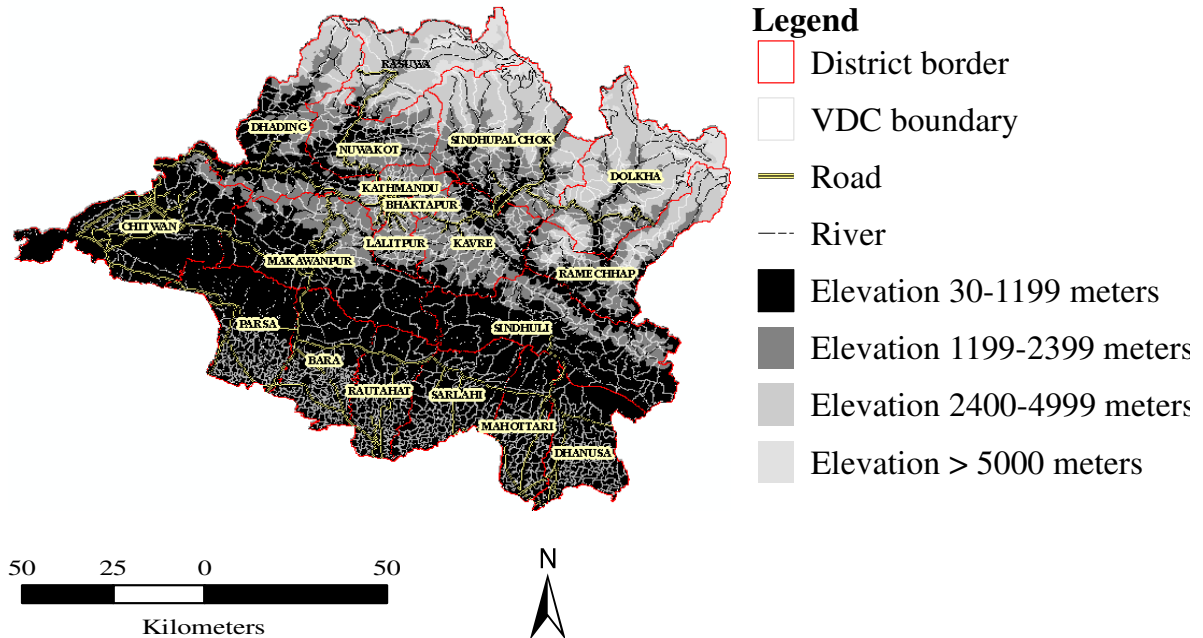 Legend
District border
VDC boundary
Road
River
Elevation 30-1199 meters
Elevation 1199-2399 meters
Elevation 2400-4999 meters
Elevation > 5000 meters
RASUWA
DHADING
NUWAKOT
SINDHUPALCHOK
DOLKHA
KATHMANDU
BHAKTAPUR
CHITWAN
LALITPUR
KAVRE
MAKAWANPUR
RAMECHHAP
PARSA
SINDHULI
BARA
RAUTAHAT
SARLAHI
MAHOTTARI
DHANUSA
50 25 0 50
Kilometers
N